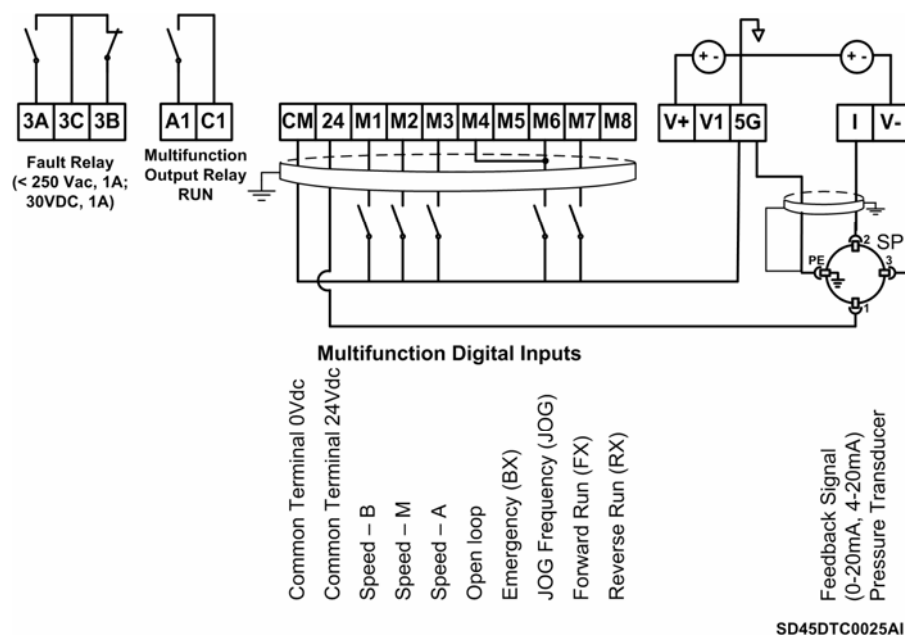 + -
+ -
3A 3C 3B
A1 C1
CM 24 M1 M2 M3 M4 M5 M6 M7 M8
V+ V1 5G
I V-
Fault Relay
(< 250 Vac, 1A;
30VDC, 1A)
Multifunction
Output Relay
RUN
2 SP
PE
3
1
Multifunction Digital Inputs
Common Terminal 0Vdc
Common Terminal 24Vdc
Speed – B
Speed – M
Speed – A
Open loop
Emergency (BX)
JOG Frequency (JOG)
Forward Run (FX)
Reverse Run (RX)
Feedback Signal
(0-20mA, 4-20mA)
Pressure Transducer
SD45DTC0025AI